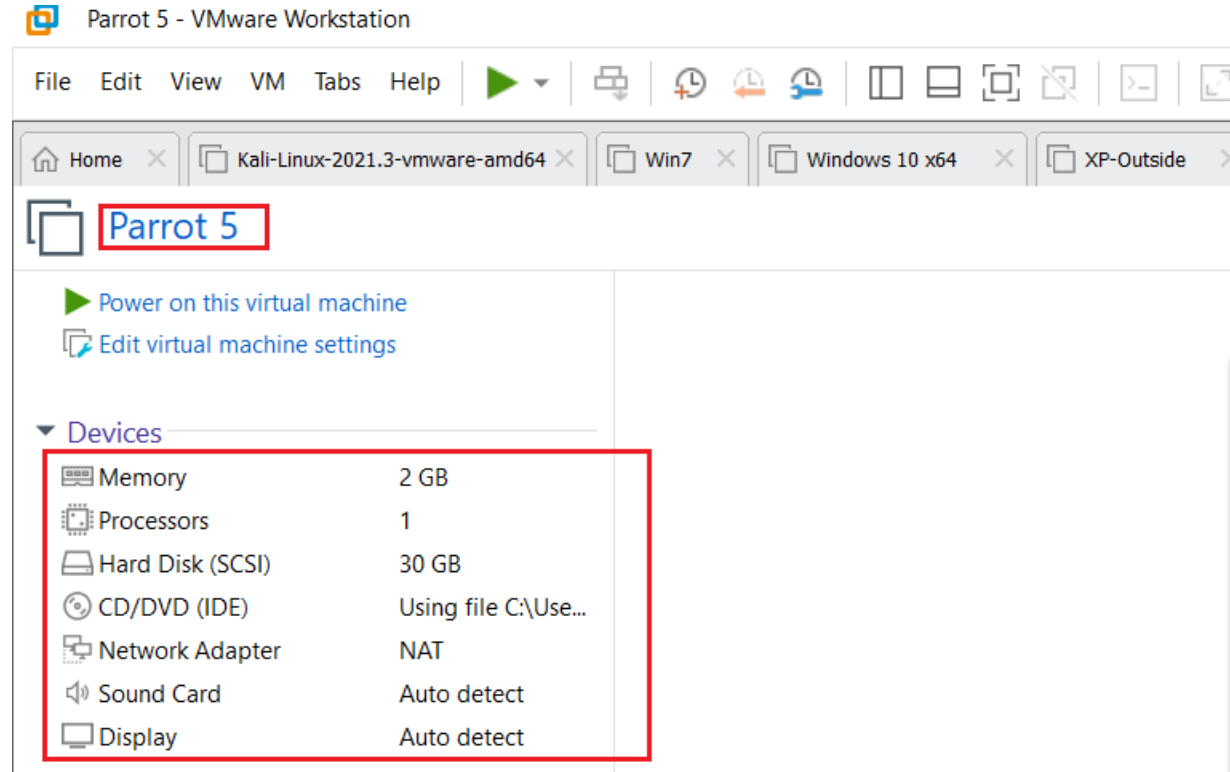 Parrot 5 - VMware Workstation
File Edit View VM Tabs Help
Home Kali-Linux-2021.3-vmware-amd64 Win7 Windows 10 x64 XP-Outside
Parrot 5
Power on this virtual machine
Edit virtual machine settings
Devices
Memory 2 GB
Processors 1
Hard Disk (SCSI) 30 GB
CD/DVD (IDE) Using file C:\Use...
Network Adapter NAT
Sound Card Auto detect
Display Auto detect